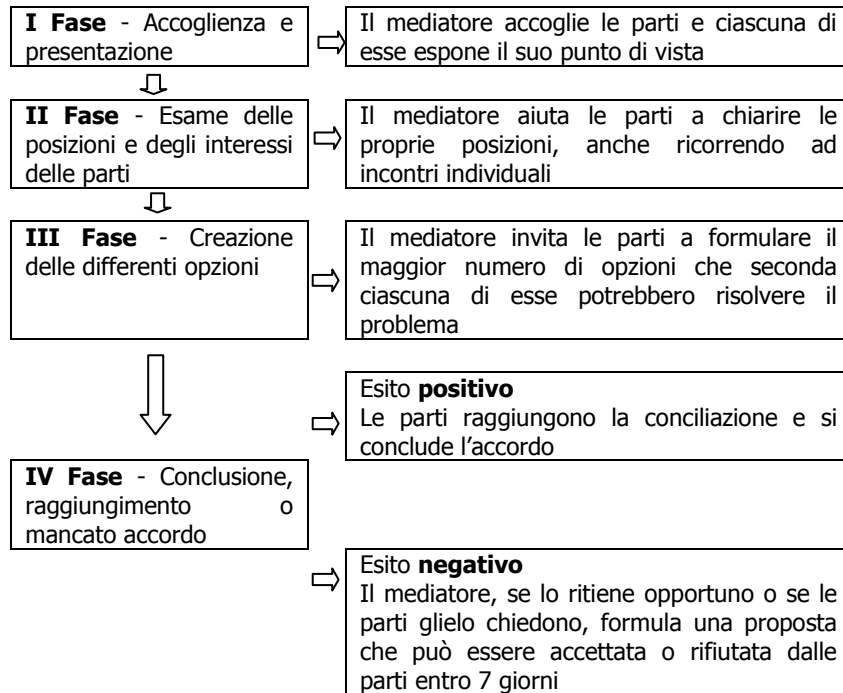 I Fase - Accoglienza e
presentazione
Il mediatore accoglie le parti e ciascuna di
esse espone il suo punto di vista
II Fase - Esame delle
posizioni e degli interessi
delle parti
Il mediatore aiuta le parti a chiarire le
proprie posizioni, anche ricorrendo ad
incontri individuali
III Fase - Creazione
delle differenti opzioni
Il mediatore invita le parti a formulare il
maggior numero di opzioni che seconda
ciascuna di esse potrebbero risolvere il
problema
Esito positivo
Le parti raggiungono la conciliazione e si
conclude l’accordo
IV Fase - Conclusione,
raggiungimento o
mancato accordo
Esito negativo
Il mediatore, se lo ritiene opportuno o se le
parti glielo chiedono, formula una proposta
che può essere accettata o rifiutata dalle
parti entro 7 giorni